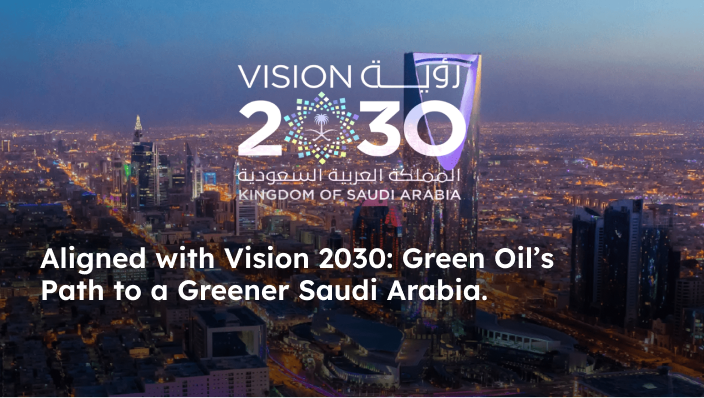 VISION رؤيـــة
2030
المملكة العربية السعودية
KINGDOM OF SAUDI ARABIA
Aligned with Vision 2030: Green Oil’s
Path to a Greener Saudi Arabia.